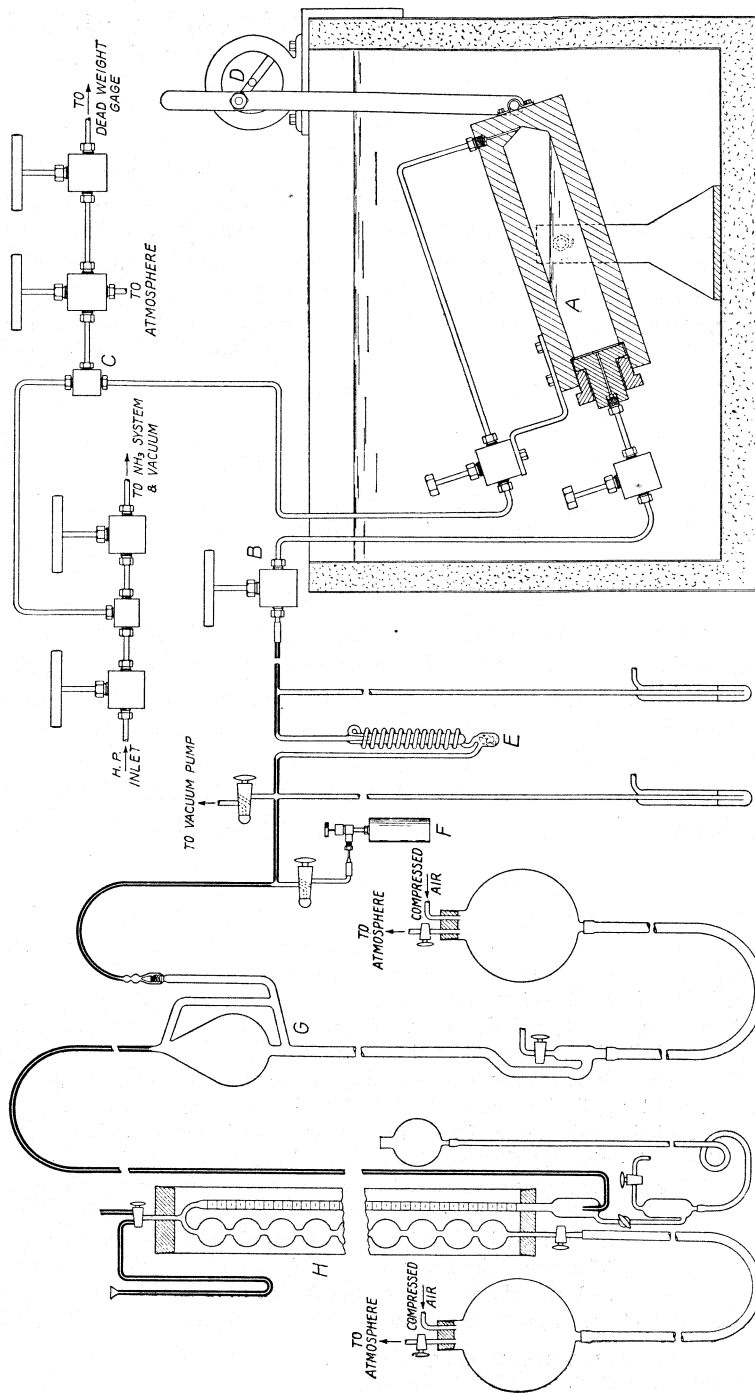 TO
DEAD WEIGHT
GAGE
D
TO
ATMOSPHERE
C
TO NH3 SYSTEM
& VACUUM
H.P.
INLET
B
A
TO VACUUM PUMP
E
F
TO
ATMOSPHERE
COMPRESSED
AIR
G
H
TO
ATMOSPHERE
COMPRESSED
AIR